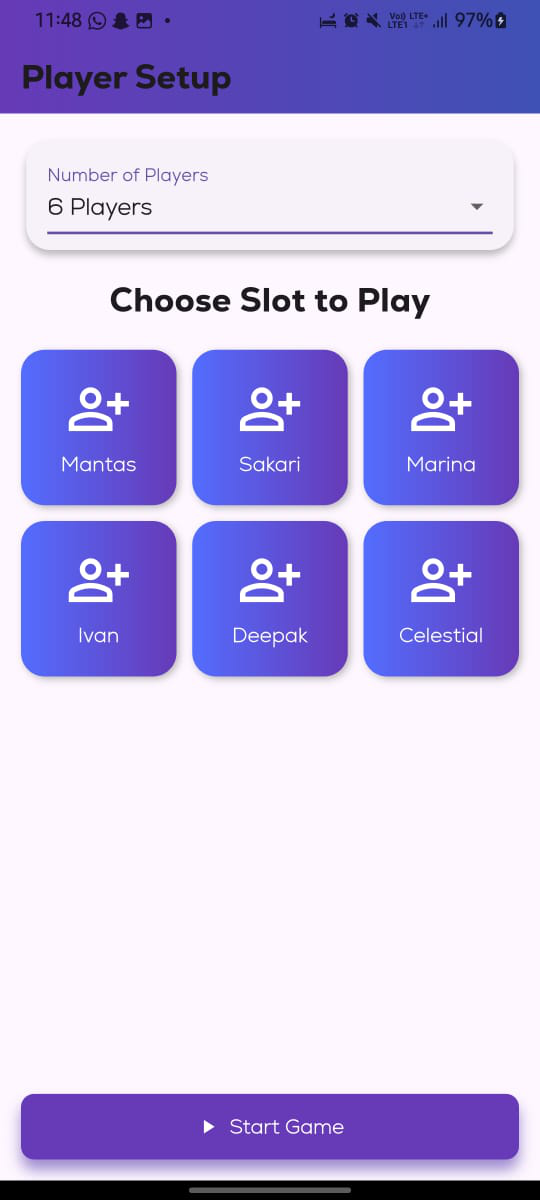 11:48
Vo)) LTE+
LTE1
97%
Player Setup
Number of Players
6 Players
Choose Slot to Play
Mantas Sakari Marina
Ivan Deepak Celestial
Start Game